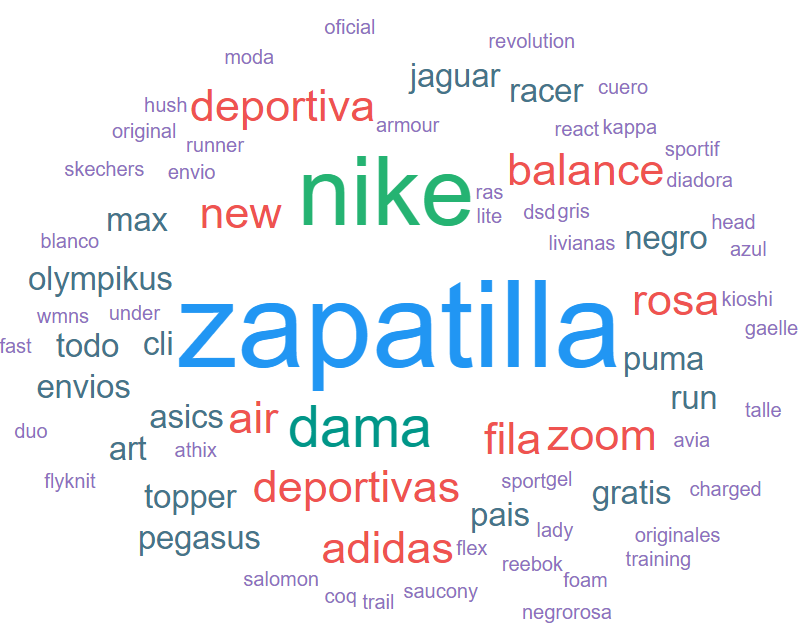 oficial
revolution
moda
jaguar
racer
cuero
hush
deportiva
original
armour
react
kappa
runner
sportif
skechers
envio
nike
balance
diadora
max
new
ras
lite
dsd
gris
head
blanco
livianas
negro
azul
olympikus
zapatilla
rosa
kioshi
wmns
under
gaelle
fast
todo
cli
puma
envios
run
asics
air
dama
talle
duo
art
athix
fila
zoom
avia
flyknit
topper
deportivas
sport
gel
gratis
charged
pegasus
pais
lady
originales
adidas
flex
reebok
training
salomon
foam
coq
trail
saucony
negrorosa